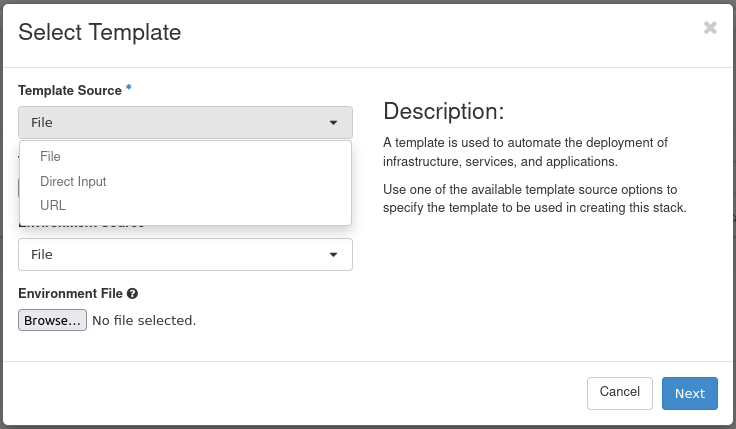 Select Template
×
Template Source *
File
File
Direct Input
URL
Environment Source
File
Environment File
Browse... No file selected.
Description:
A template is used to automate the deployment of
infrastructure, services, and applications.
Use one of the available template source options to
specify the template to be used in creating this stack.
Cancel
Next